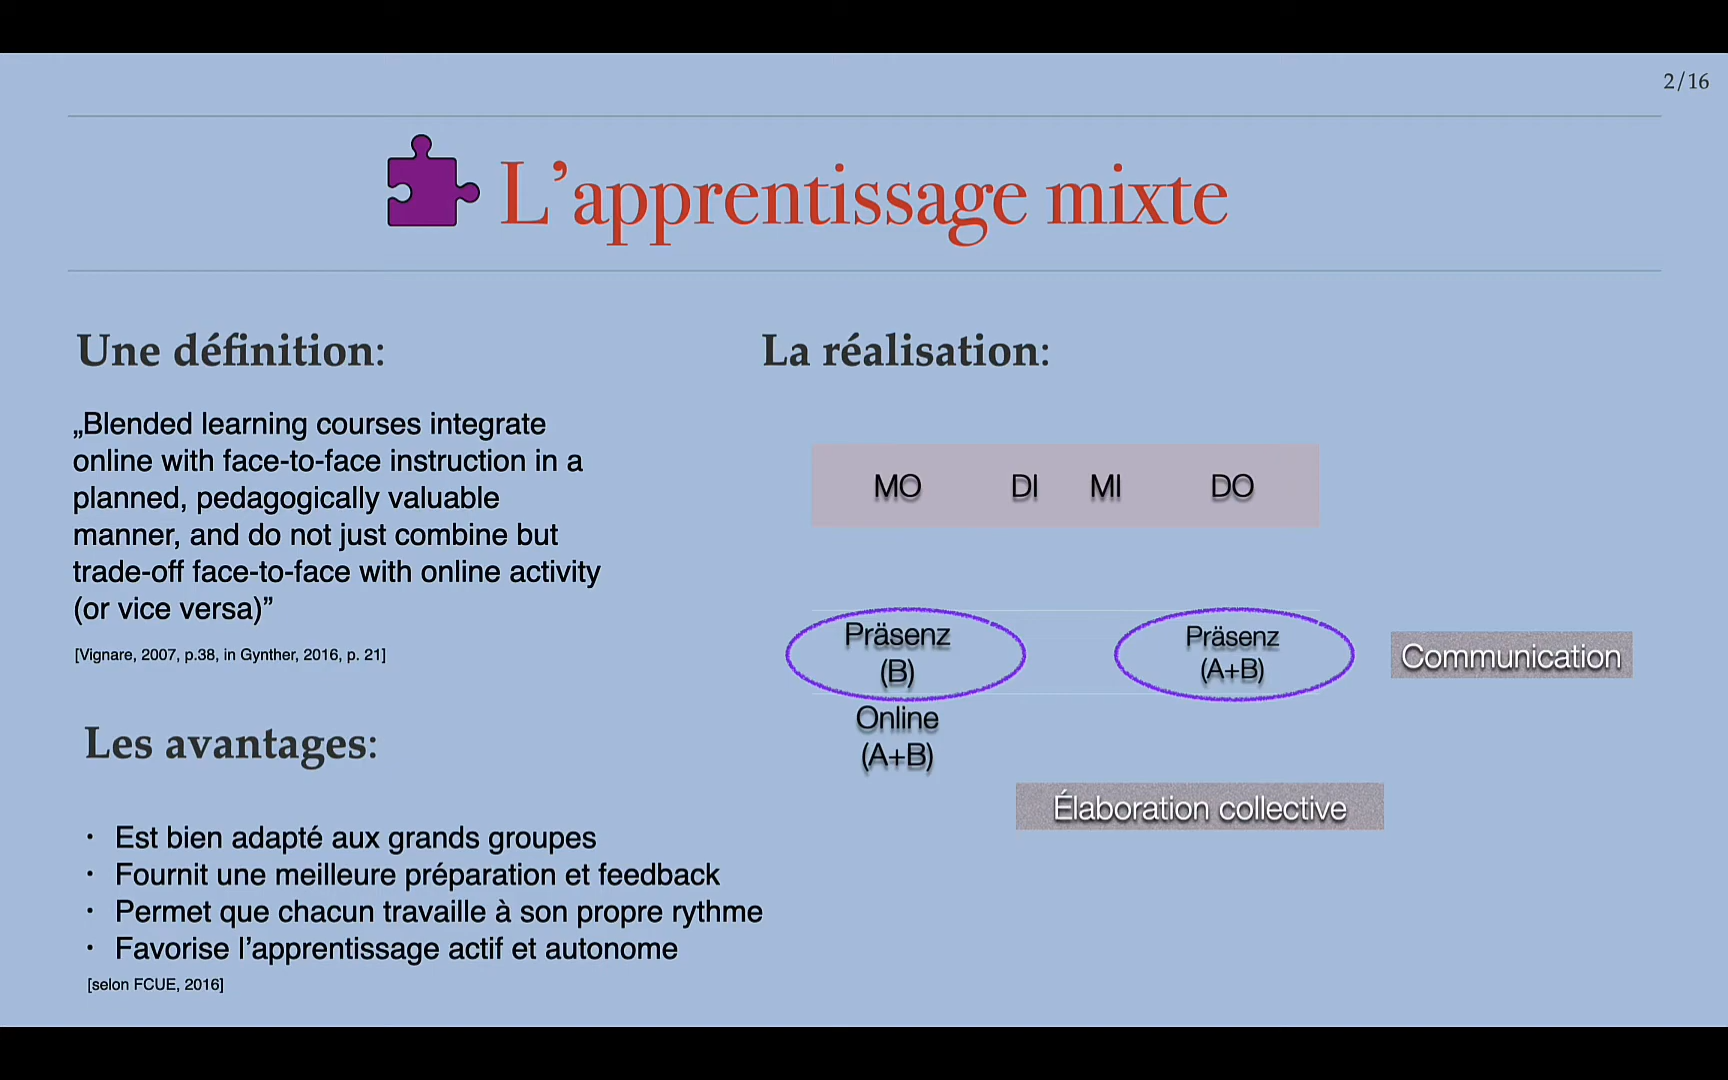 2/16
L’apprentissage mixte
Une définition:
„Blended learning courses integrate
online with face-to-face instruction in a
planned, pedagogically valuable
manner, and do not just combine but
trade-off face-to-face with online activity
(or vice versa)”
[Vignare, 2007, p.38, in Gynther, 2016, p. 21]
Les avantages:
· Est bien adapté aux grands groupes
· Fournit une meilleure préparation et feedback
· Permet que chacun travaille à son propre rythme
· Favorise l’apprentissage actif et autonome
[selon FCUE, 2016]
La réalisation:
MO DI MI DO
Präsenz
(B)
Präsenz
(A+B)
Communication
Online
(A+B)
Élaboration collective